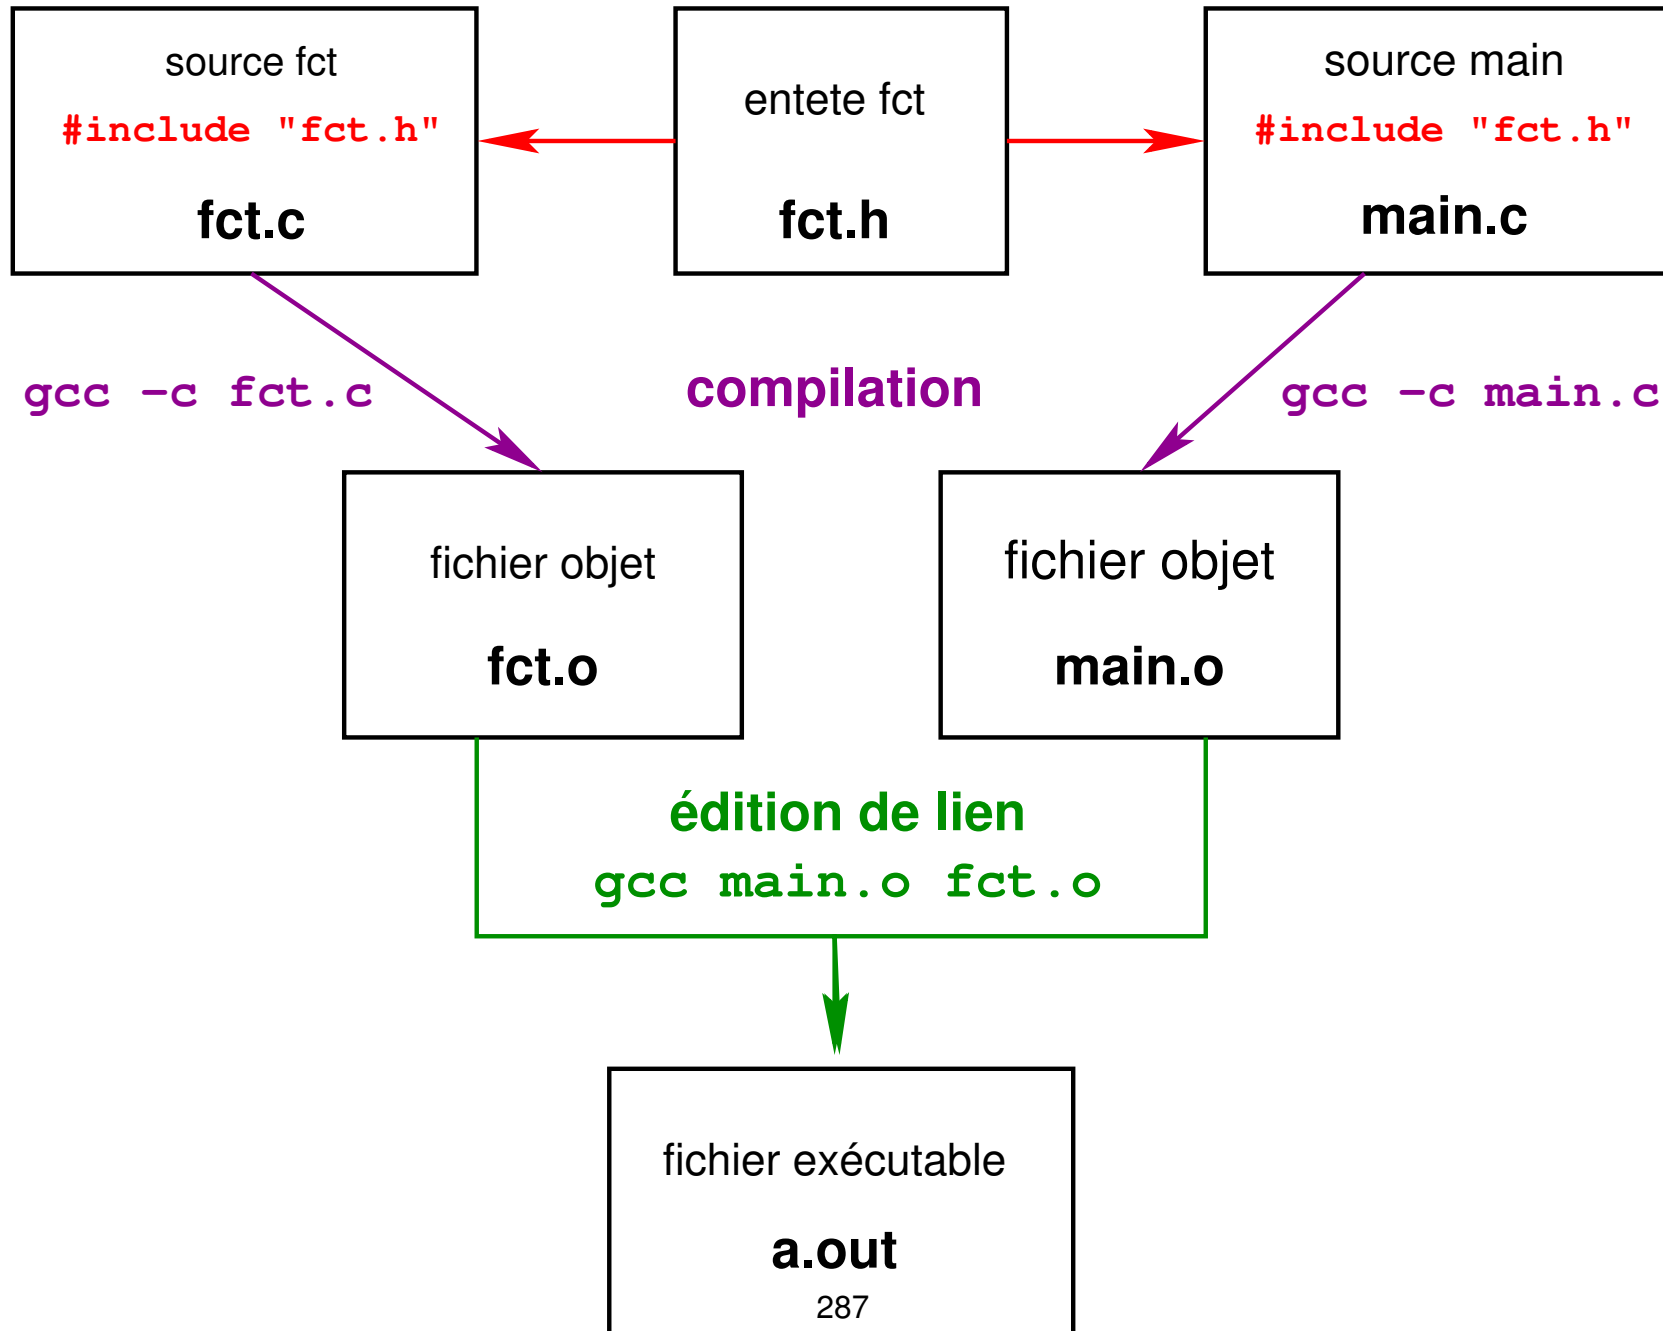 source fct
#include "fct.h"
fct.c
entete fct
fct.h
source main
#include "fct.h"
main.c
gcc −c fct.c
compilation
gcc −c main.c
fichier objet
fct.o
fichier objet
main.o
édition de lien
gcc main.o fct.o
fichier exécutable
a.out
287